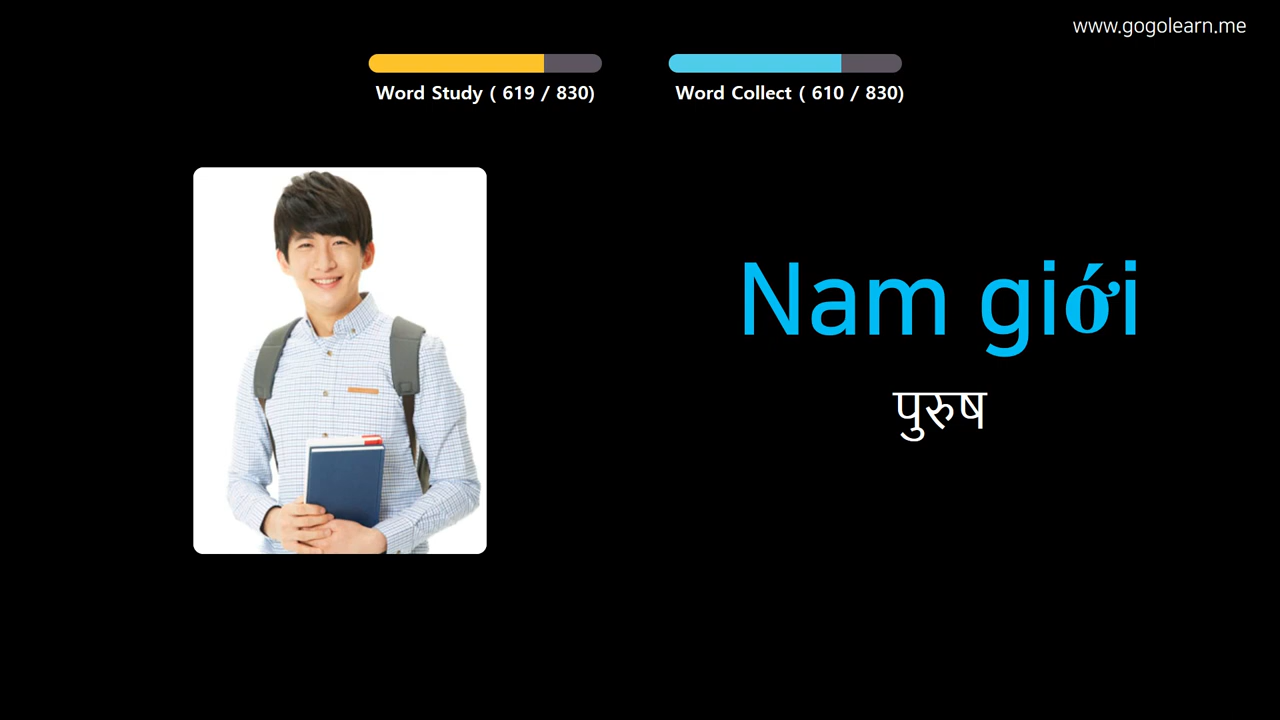 www.gogolearn.me
Word Study ( 619 / 830)
Word Collect ( 610 / 830)
Nam giới
पुरुष